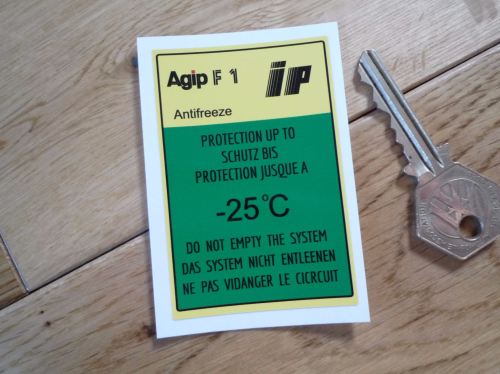 Agip F 1 ip
Antifreeze
PROTECTION UP TO
SCHUTZ BIS
PROTECTION JUSQUE A
-25°C
DO NOT EMPTY THE SYSTEM
DAS SYSTEM NICHT ENTLEENEN
NE PAS VIDANGER LE CICRCUIT